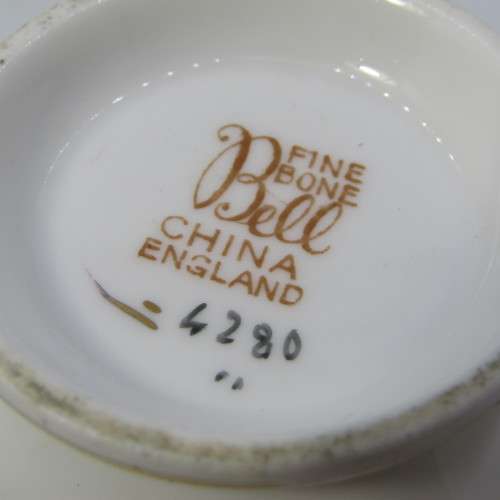 FINE
BONE
Bell
CHINA
ENGLAND
4280